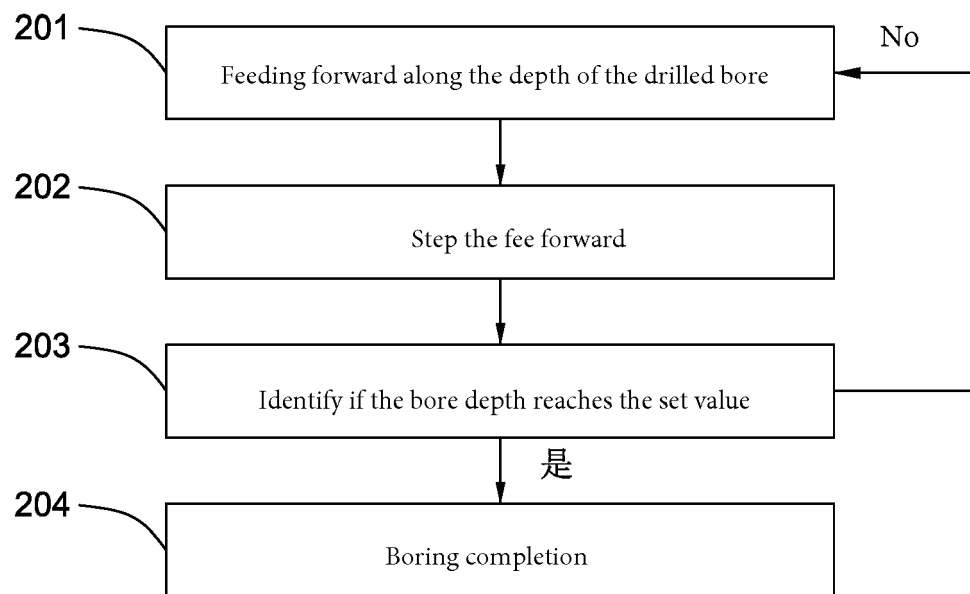 201
No
Feeding forward along the depth of the drilled bore
202
Step the fee forward
203
Identify if the bore depth reaches the set value
是
204
Boring completion